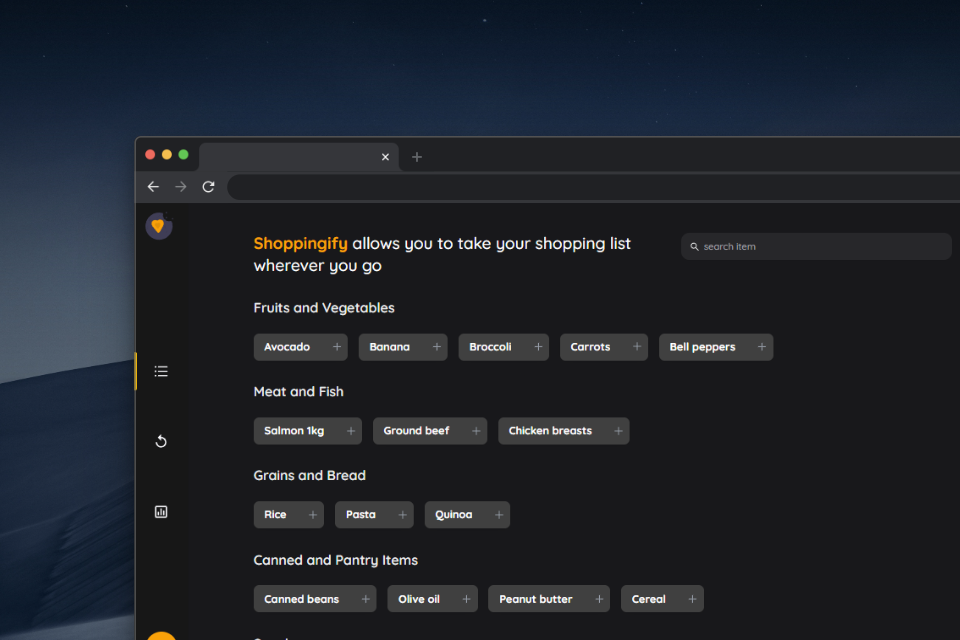 Shoppingify allows you to take your shopping list
wherever you go
search item
Fruits and Vegetables
Avocado
Banana
Broccoli
Carrots
Bell peppers
Meat and Fish
Salmon 1kg
Ground beef
Chicken breasts
Grains and Bread
Rice
Pasta
Quinoa
Canned and Pantry Items
Canned beans
Olive oil
Peanut butter
Cereal